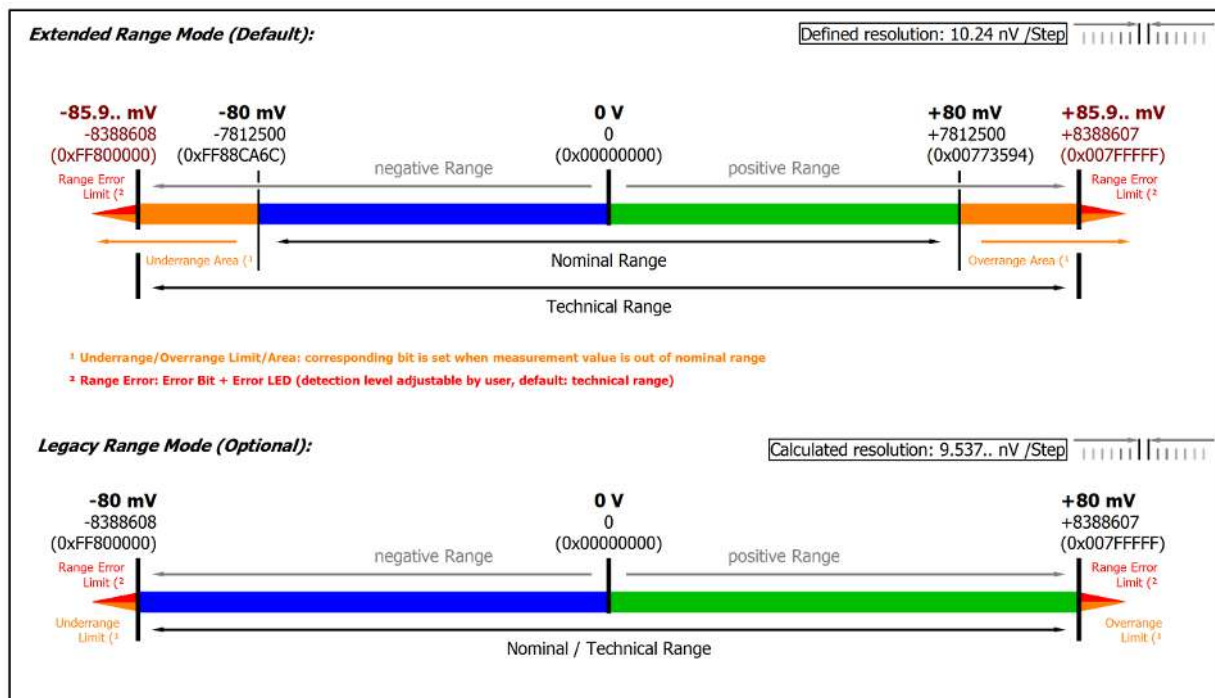 Extended Range Mode (Default):
Defined resolution: 10.24 nV /Step
-85.9.. mV
-8388608
(0xFF800000)
-80 mV
-7812500
(0xFF88CA6C)
0 V
0
(0x00000000)
+80 mV
+7812500
(0x00773594)
+85.9.. mV
+8388607
(0x007FFFFF)
Range Error
Limit (²
negative Range
positive Range
Range Error
Limit (²
Underrange Area (¹
Nominal Range
Overrange Area (¹
Technical Range
¹ Underrange/Overrange Limit/Area: corresponding bit is set when measurement value is out of nominal range
² Range Error: Error Bit + Error LED (detection level adjustable by user, default: technical range)
Legacy Range Mode (Optional):
Calculated resolution: 9.537.. nV /Step
-80 mV
-8388608
(0xFF800000)
0 V
0
(0x00000000)
+80 mV
+8388607
(0x007FFFFF)
Range Error
Limit (²
negative Range
positive Range
Range Error
Limit (²
Underrange
Limit (¹
Nominal / Technical Range
Overrange
Limit (¹